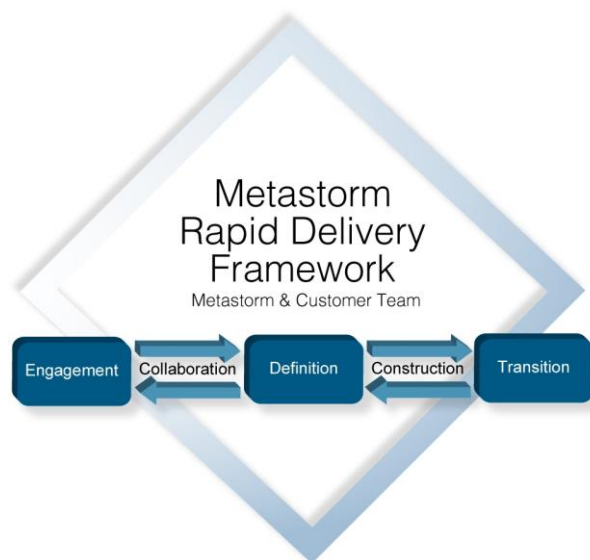 Metastorm
Rapid Delivery
Framework
Metastorm & Customer Team
Engagement
Collaboration
Definition
Construction
Transition